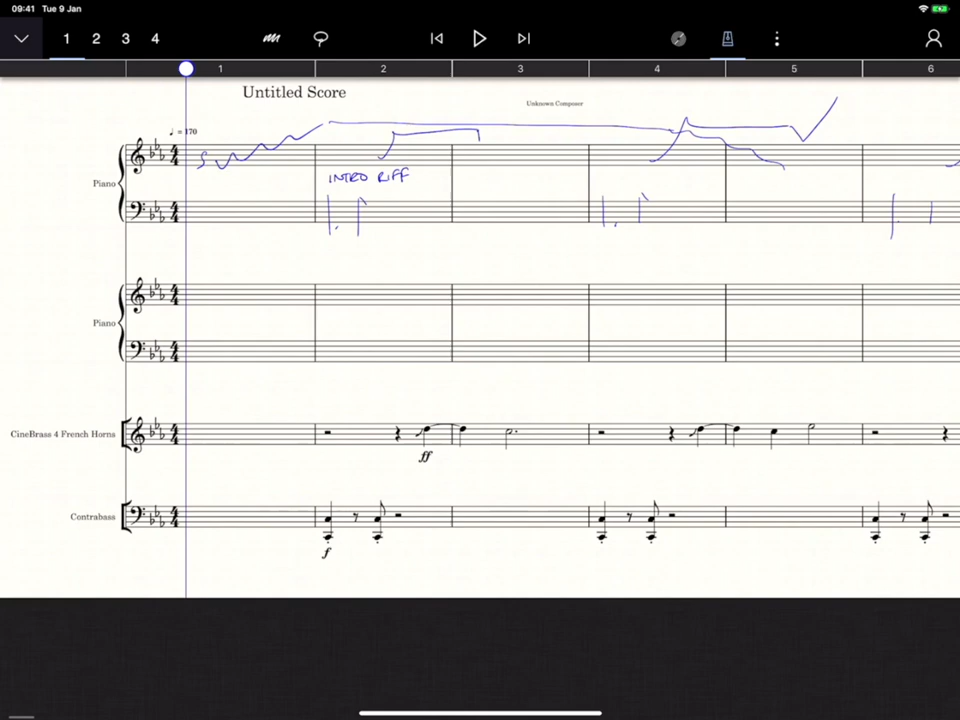 09:41 Tue 9 Jan
1 2 3 4
1 2 3 4 5 6
Untitled Score
Unknown Composer
♩ = 170
Piano
INTRO RIFF
Piano
CineBrass 4 French Horns
ff
Contrabass
f